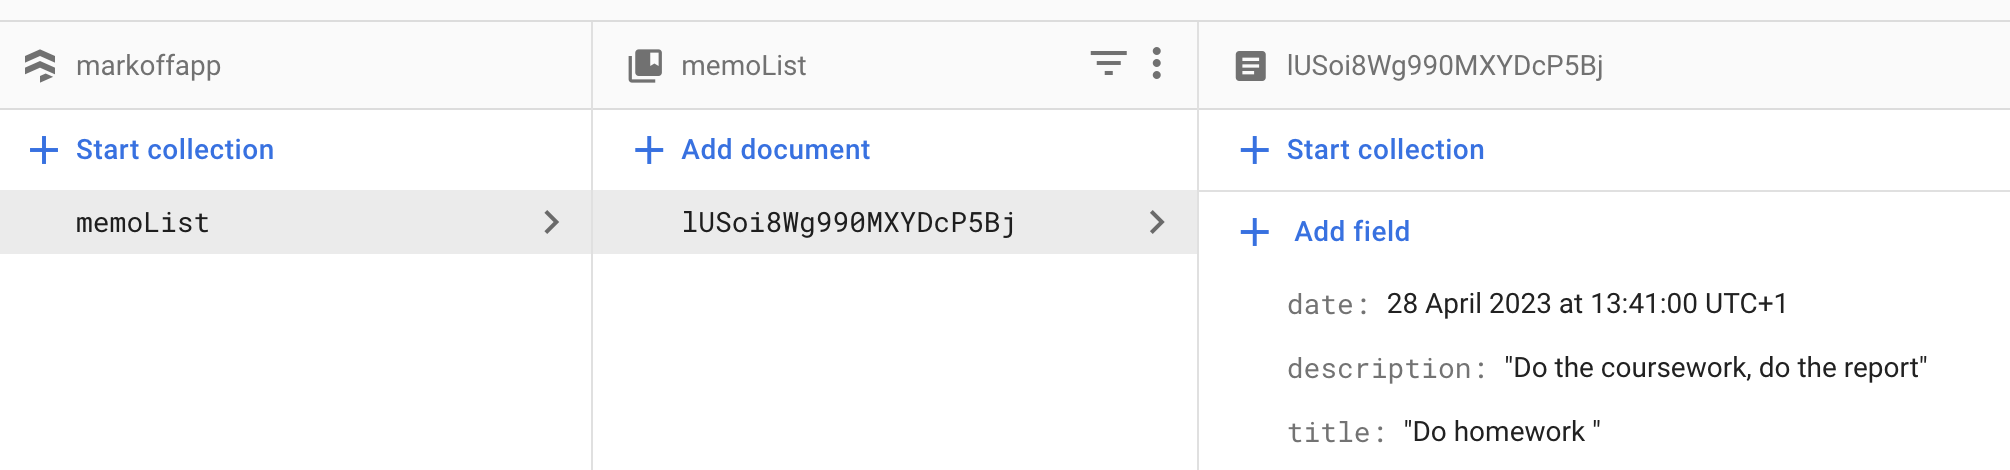 markoffapp
Start collection
memoList
memoList
Add document
lUSoi8Wg990MXYDcP5Bj
lUSoi8Wg990MXYDcP5Bj
Start collection
Add field
date: 28 April 2023 at 13:41:00 UTC+1
description: "Do the coursework, do the report"
title: "Do homework "